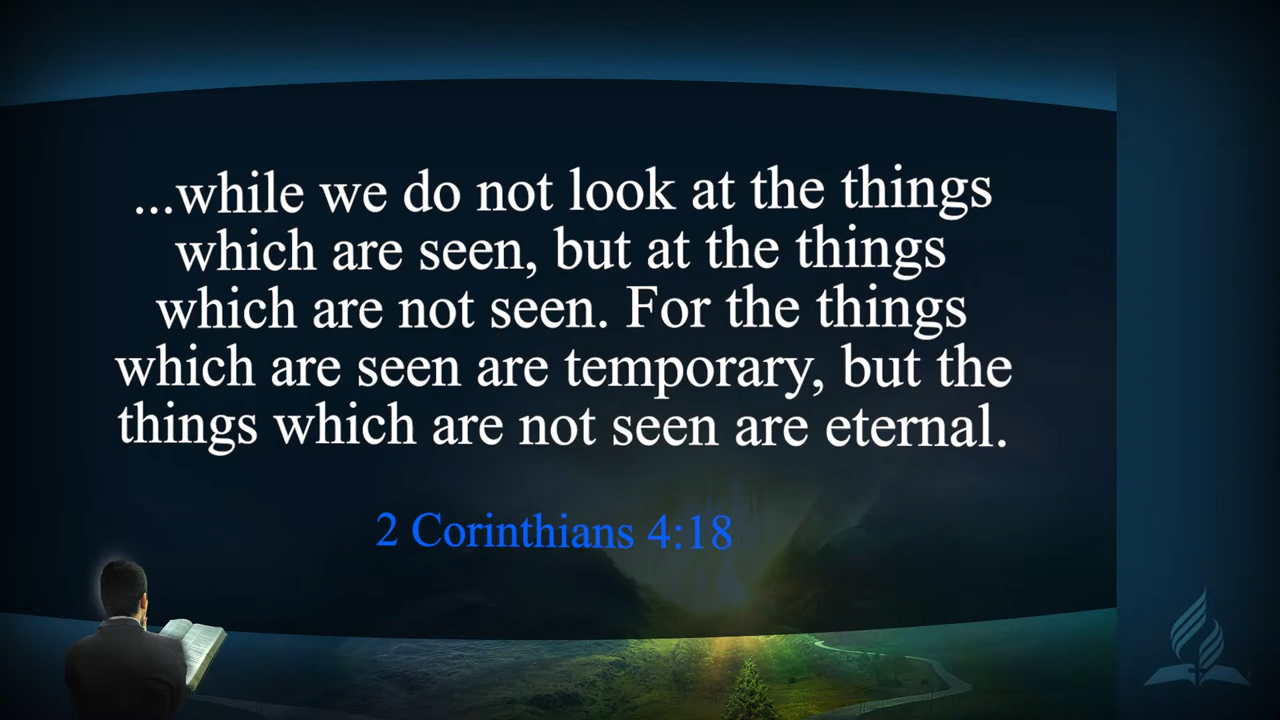 ...while we do not look at the things
which are seen, but at the things
which are not seen. For the things
which are seen are temporary, but the
things which are not seen are eternal.
2 Corinthians 4:18